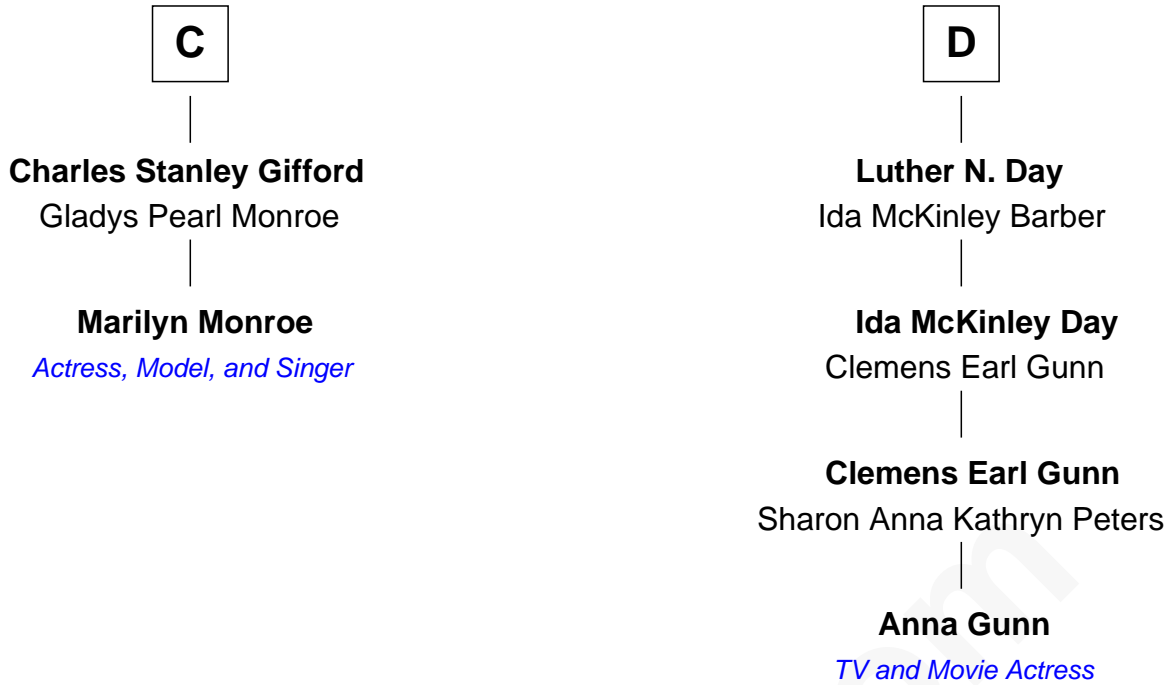 C
Charles Stanley Gifford
Gladys Pearl Monroe
Marilyn Monroe
Actress, Model, and Singer
D
Luther N. Day
Ida McKinley Barber
Ida McKinley Day
Clemens Earl Gunn
Clemens Earl Gunn
Sharon Anna Kathryn Peters
Anna Gunn
TV and Movie Actress